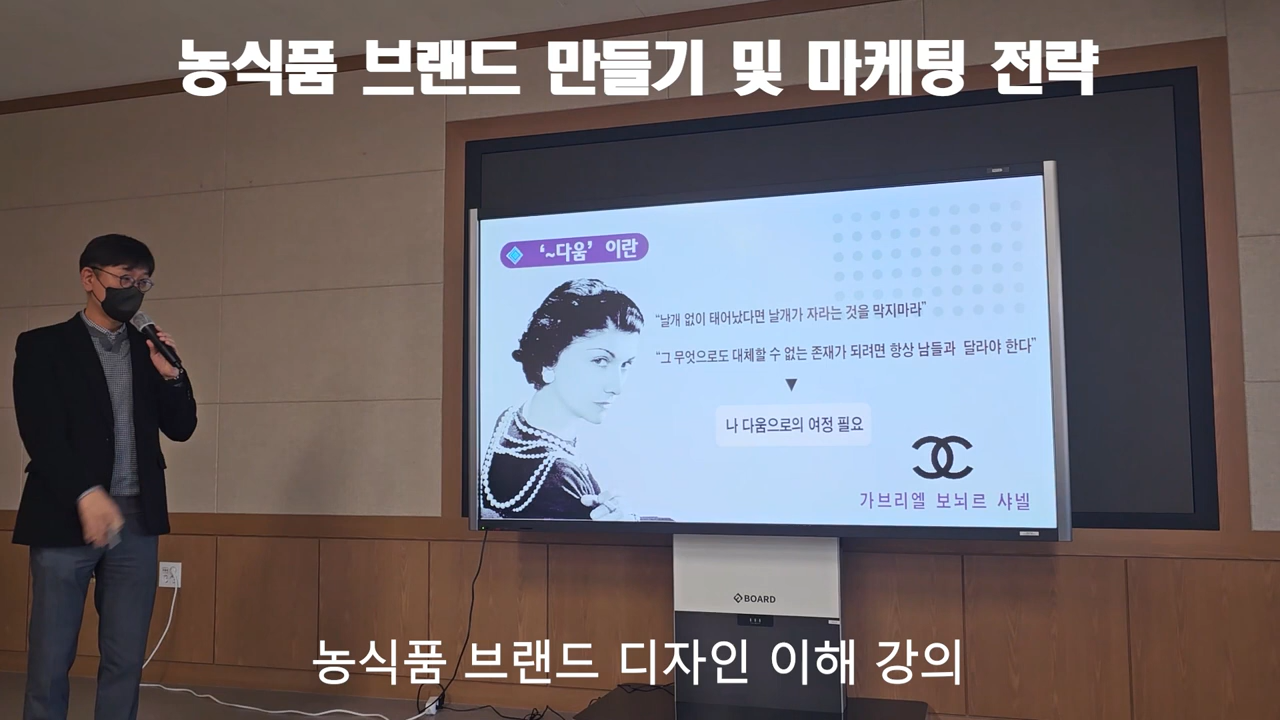 농식품 브랜드 만들기 및 마케팅 전략
‘~다움’ 이란
“날개 없이 태어났다면 날개가 자라는 것을 막지마라”
“그 무엇으로도 대체할 수 없는 존재가 되려면 항상 남들과 달라야 한다”
▼
나 다움으로의 여정 필요
가브리엘 보뇌르 샤넬
BOARD
농식품 브랜드 디자인 이해 강의